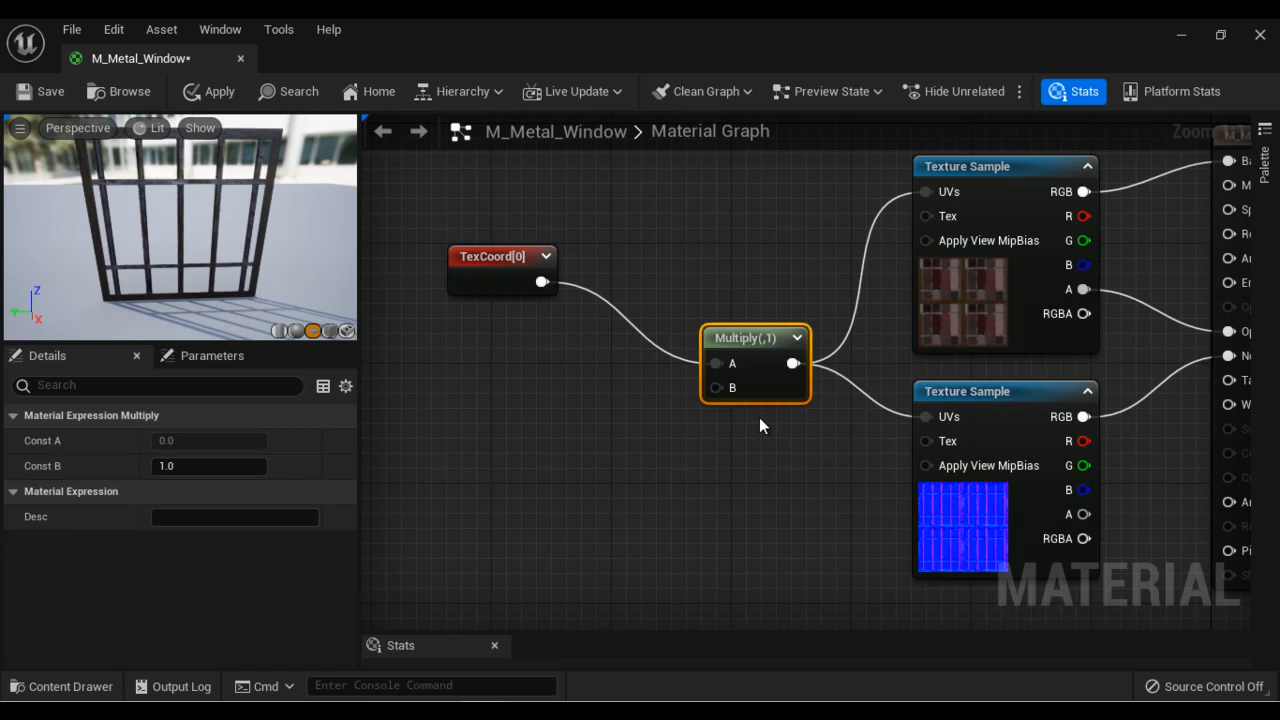 File Edit Asset Window Tools Help
M_Metal_Window*
Save Browse Apply Search Home Hierarchy Live Update Clean Graph Preview State Hide Unrelated Stats Platform Stats
Perspective Lit Show
M_Metal_Window > Material Graph
Palette
Z
Y
X
Details Parameters
Search
Material Expression Multiply
Const A 0.0
Const B 1.0
Material Expression
Desc
TexCoord[0]
Multiply(,1)
A
B
Texture Sample
UVs RGB
Tex R
Apply View MipBias G
B
A
RGBA
Texture Sample
UVs RGB
Tex R
Apply View MipBias G
B
A
RGBA
MATERIAL
Stats
Content Drawer Output Log Cmd Enter Console Command Source Control Off